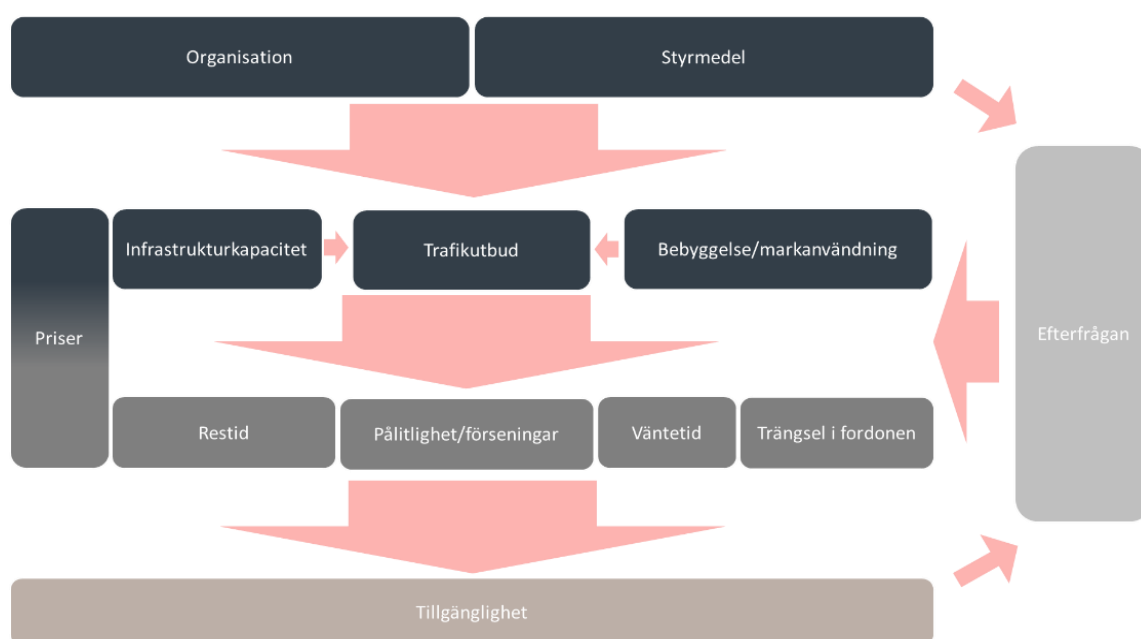 Organisation
Styrmedel
Infrastrukturkapacitet
Trafikutbud
Bebyggelse/markanvändning
Priser
Efterfrågan
Restid
Pålitlighet/förseningar
Väntetid
Trängsel i fordonen
Tillgänglighet